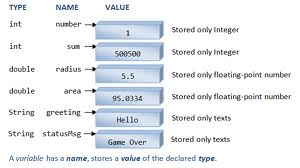 TYPE NAME VALUE
int number 1 Stored only Integer
int sum 500500 Stored only Integer
double radius 5.5 Stored only floating-point number
double area 95.0334 Stored only floating-point number
String greeting Hello Stored only texts
String statusMsg Game Over Stored only texts
A variable has a name, stores a value of the declared type.